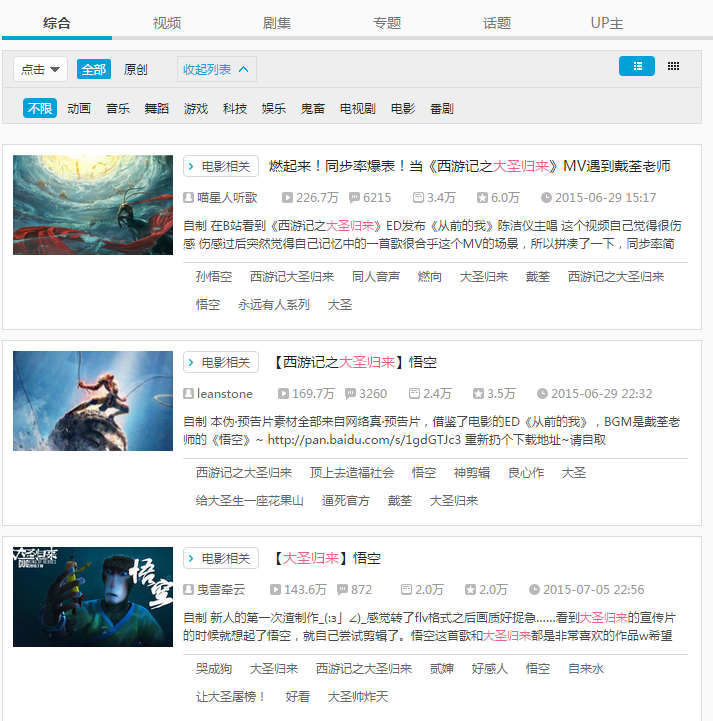 综合 视频 剧集 专题 话题 UP主
点击 全部 原创 收起列表
不限 动画 音乐 舞蹈 游戏 科技 娱乐 鬼畜 电视剧 电影 番剧
电影相关 燃起来！同步率爆表！当《西游记之大圣归来》MV遇到戴荃老师
喵星人听歌 226.7万 6215 3.4万 6.0万 2015-06-29 15:17
自制 在B站看到《西游记之大圣归来》ED发布《从前的我》陈洁仪主唱 这个视频自己觉得很伤
感 伤感过后突然觉得自己记忆中的一首歌很合乎这个MV的场景，所以拼凑了一下，同步率简
孙悟空 西游记大圣归来 同人音声 燃向 大圣归来 戴荃 西游记之大圣归来
悟空 永远有人系列 大圣
电影相关 【西游记之大圣归来】悟空
leanstone 169.7万 3260 2.4万 3.5万 2015-06-29 22:32
自制 本伪·预告片素材全部来自网络真·预告片，借鉴了电影的ED《从前的我》，BGM是戴荃老
师的《悟空》~ http://pan.baidu.com/s/1gdGTJc3 重新扔个下载地址~请自取
西游记之大圣归来 顶上去造福社会 悟空 神剪辑 良心作 大圣
给大圣生一座花果山 逼死官方 戴荃 大圣归来
大圣归来
悟空
电影相关 【大圣归来】悟空
曳雪牵云 143.6万 872 2.0万 2.0万 2015-07-05 22:56
自制 新人的第一次渣制作_(:з」∠)_感觉转了flv格式之后画质好捉急……看到大圣归来的宣传片
的时候就想起了悟空，就自己尝试剪辑了。悟空这首歌和大圣归来都是非常喜欢的作品w希望
哭成狗 大圣归来 西游记之大圣归来 贰婶 好感人 悟空 自来水
让大圣屠榜！ 好看 大圣帅炸天